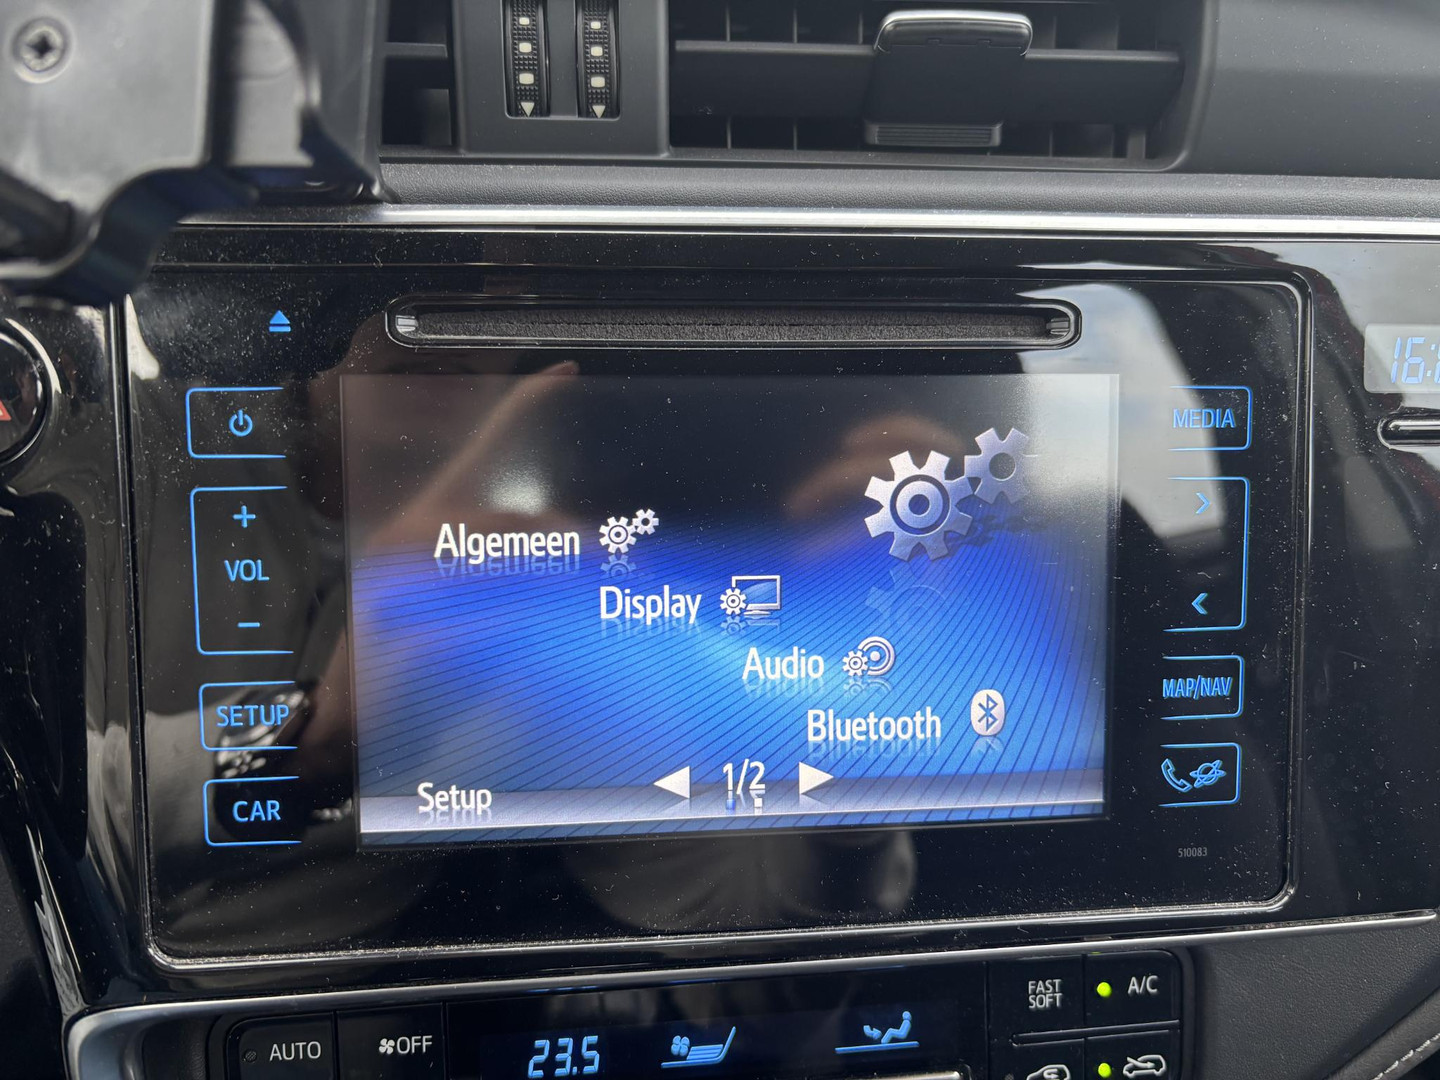 MEDIA
16:
VOL
SETUP
CAR
MAP/NAV
510083
Algemeen
Display
Audio
Bluetooth
1/2
Setup
FAST
SOFT
A/C
AUTO
OFF
23.5